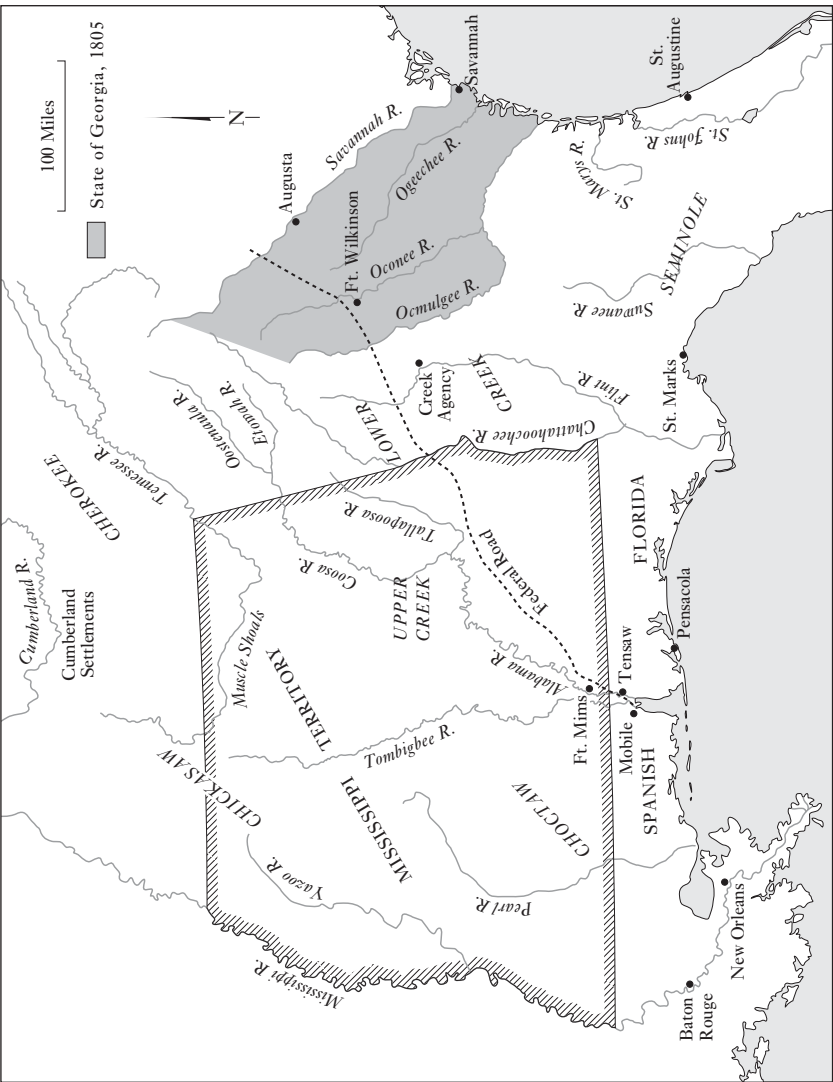 100 Miles
State of Georgia, 1805
N
Cumberland R.
Cumberland
Settlements
CHEROKEE
Tennessee R.
Oostenaula R.
Etowah R.
Augusta
Savannah R.
Savannah
Ft. Wilkinson
Ogeechee R.
Oconee R.
Ocmulgee R.
CHICKASAW
Muscle Shoals
Coosa R.
Tallapoosa R.
LOWER
CREEK
Creek
Agency
UPPER
CREEK
Chattahoochee R.
Flint R.
St. Marys R.
St. Johns R.
St.
Augustine
SEMINOLE
Suwanee R.
St. Marks
Mississippi R.
Yazoo R.
MISSISSIPPI
TERRITORY
Tombigbee R.
Alabama R.
Federal Road
Pearl R.
CHOCTAW
Ft. Mims
Tensaw
Mobile
SPANISH
FLORIDA
Pensacola
Baton
Rouge
New Orleans